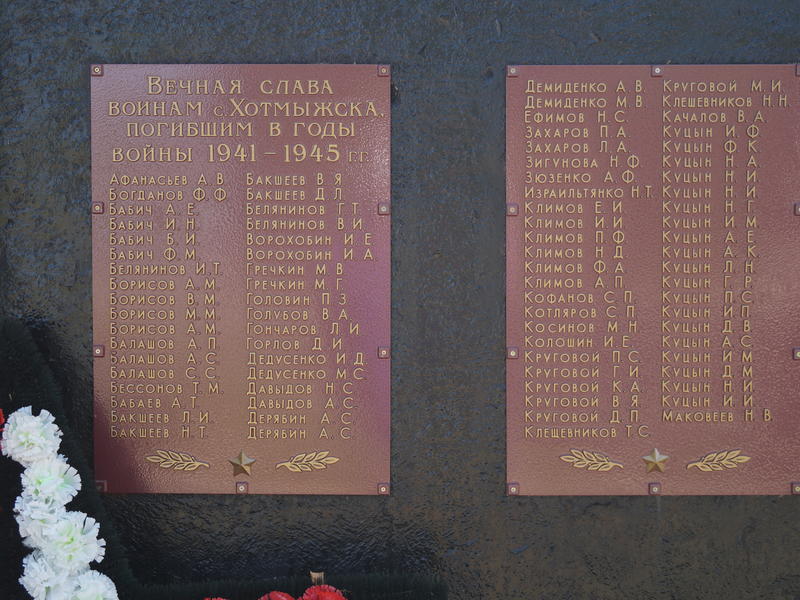 Вечная слава
воинам с. Хотмыжска,
погибшим в годы
войны 1941 – 1945 г.г.
Афанасьев А.В.
Богданов Ф.Ф.
Бабич А.Е.
Бабич И.Н.
Бабич Б.И.
Бабич Ф.М.
Белянинов И.Т.
Борисов А.М.
Борисов В.М.
Борисов М.М.
Борисов А.М.
Балашов А.П.
Балашов А.С.
Балашов С.С.
Бессонов Т.М.
Бабаев А.Т.
Бакшеев Л.И.
Бакшеев Н.Т.
Бакшеев В.Я.
Бакшеев Д.Л.
Белянинов Г.Т.
Белянинов В.И.
Ворохобин И.Е.
Ворохобин И.А.
Гречкин М.В.
Гречкин М.Г.
Головин П.З.
Голубов В.А.
Гончаров Л.И.
Горлов Д.И.
Дедусенко И.Д.
Дедусенко М.С.
Давыдов Н.С.
Давыдов А.С.
Дерябин А.С.
Дерябин А.С.
Демиденко А.В.
Демиденко М.В.
Ефимов Н.С.
Захаров П.А.
Захаров Л.А.
Зигунова Н.Ф.
Зюзенко А.Ф.
Израильтянко Н.Т.
Климов Е.И.
Климов И.И.
Климов П.Ф.
Климов Н.Д.
Климов Ф.А.
Климов А.П.
Кофанов С.П.
Котляров С.П.
Косинов М.Н.
Колошин И.Е.
Круговой П.С.
Круговой Г.И.
Круговой К.А.
Круговой В.Я.
Круговой Д.П.
Клещевников Т.С.
Круговой М.И.
Клешевников Н.Н.
Качалов В.А.
Куцын И.Ф.
Куцын Ф.К.
Куцын Н.А.
Куцын Н.И.
Куцын Н.И.
Куцын Н.Г.
Куцын И.М.
Куцын А.Е.
Куцын А.К.
Куцын Л.Н.
Куцын Г.Р.
Куцын П.С.
Куцын И.П.
Куцын Д.В.
Куцын А.С.
Куцын И.М.
Куцын Д.М.
Куцын Н.И.
Куцын И.И.
Маковеев Н.В.